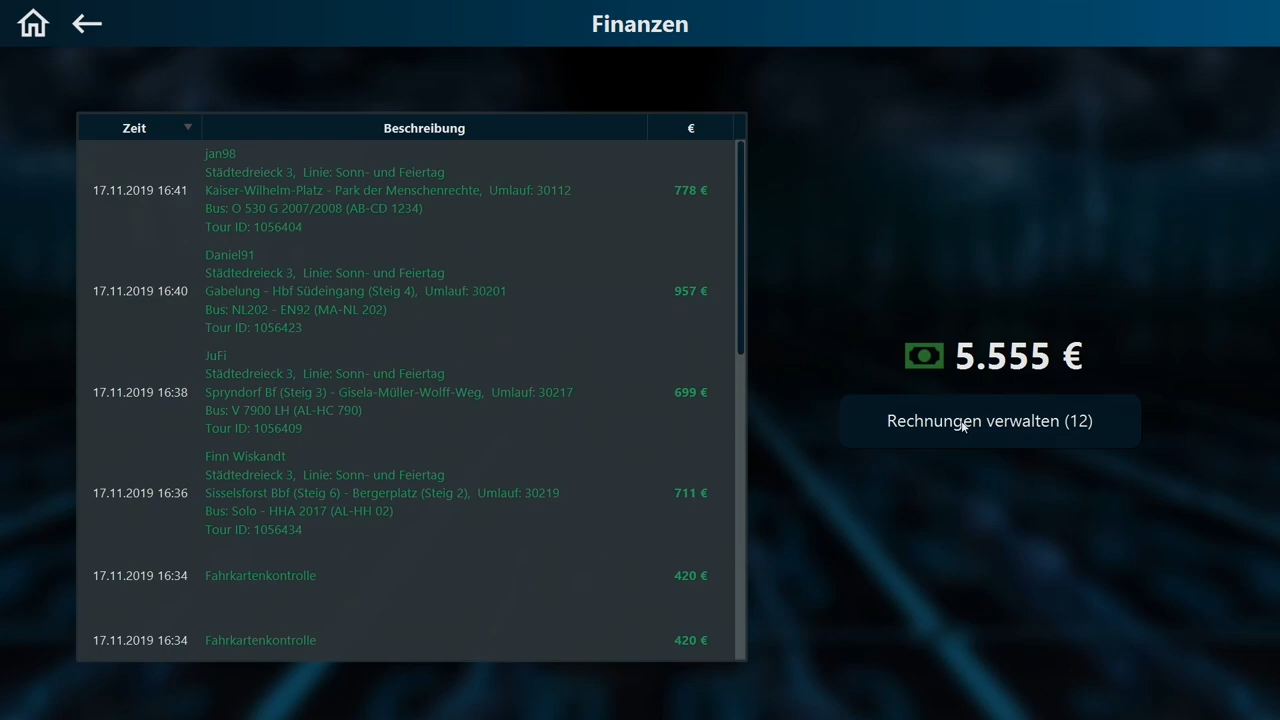 Finanzen
Zeit Beschreibung €
jan98
Städtedreieck 3, Linie: Sonn- und Feiertag
17.11.2019 16:41 Kaiser-Wilhelm-Platz - Park der Menschenrechte, Umlauf: 30112 778 €
Bus: O 530 G 2007/2008 (AB-CD 1234)
Tour ID: 1056404
Daniel91
Städtedreieck 3, Linie: Sonn- und Feiertag
17.11.2019 16:40 Gabelung - Hbf Südeingang (Steig 4), Umlauf: 30201 957 €
Bus: NL202 - EN92 (MA-NL 202)
Tour ID: 1056423
JuFi
Städtedreieck 3, Linie: Sonn- und Feiertag
17.11.2019 16:38 Spryndorf Bf (Steig 3) - Gisela-Müller-Wolff-Weg, Umlauf: 30217 699 €
Bus: V 7900 LH (AL-HC 790)
Tour ID: 1056409
Finn Wiskandt
Städtedreieck 3, Linie: Sonn- und Feiertag
17.11.2019 16:36 Sisselsforst Bbf (Steig 6) - Bergerplatz (Steig 2), Umlauf: 30219 711 €
Bus: Solo - HHA 2017 (AL-HH 02)
Tour ID: 1056434
17.11.2019 16:34 Fahrkartenkontrolle 420 €
17.11.2019 16:34 Fahrkartenkontrolle 420 €
5.555 €
Rechnungen verwalten (12)